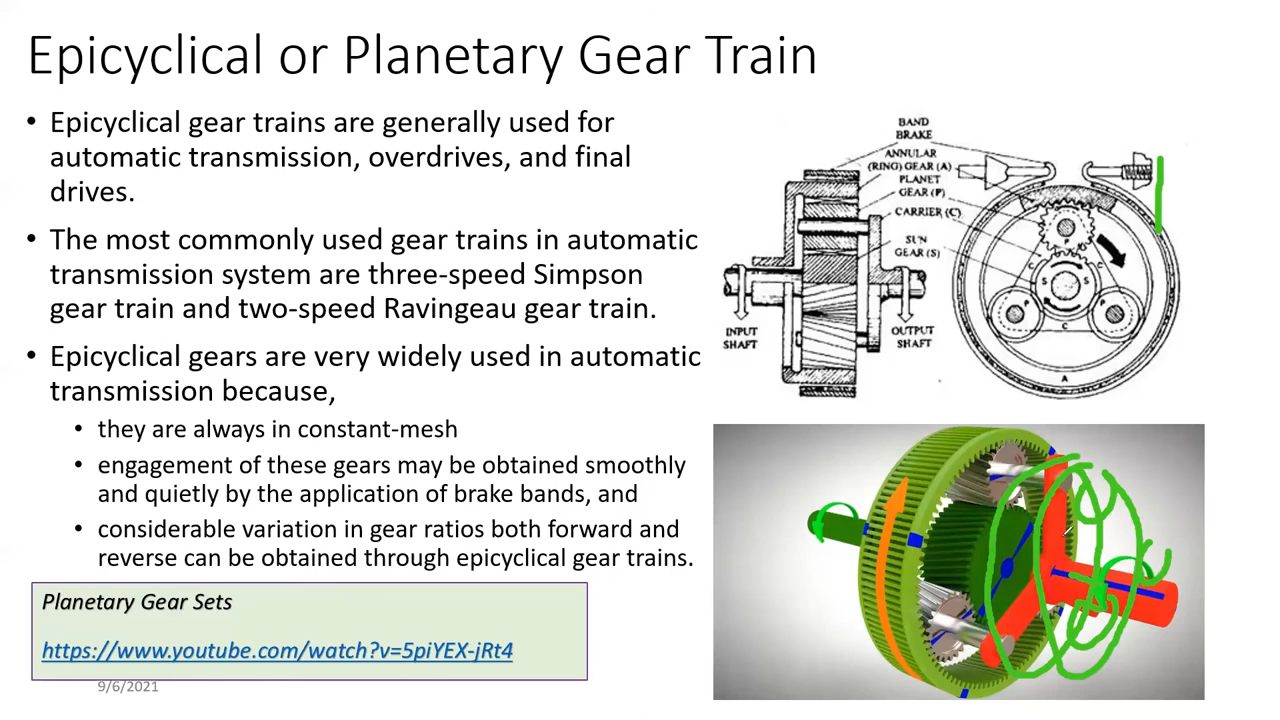 Epicyclical or Planetary Gear Train
• Epicyclical gear trains are generally used for
automatic transmission, overdrives, and final
drives.
• The most commonly used gear trains in automatic
transmission system are three-speed Simpson
gear train and two-speed Ravingeau gear train.
• Epicyclical gears are very widely used in automatic
transmission because,
• they are always in constant-mesh
• engagement of these gears may be obtained smoothly
and quietly by the application of brake bands, and
• considerable variation in gear ratios both forward and
reverse can be obtained through epicyclical gear trains.
Planetary Gear Sets
https://www.youtube.com/watch?v=5piYEX-jRt4
9/6/2021
BAND
BRAKE
ANNULAR
(RING) GEAR (A)
PLANET
GEAR (P)
CARRIER (C)
SUN
GEAR (S)
INPUT
SHAFT
OUTPUT
SHAFT
P
C C
S S
P P
C
A